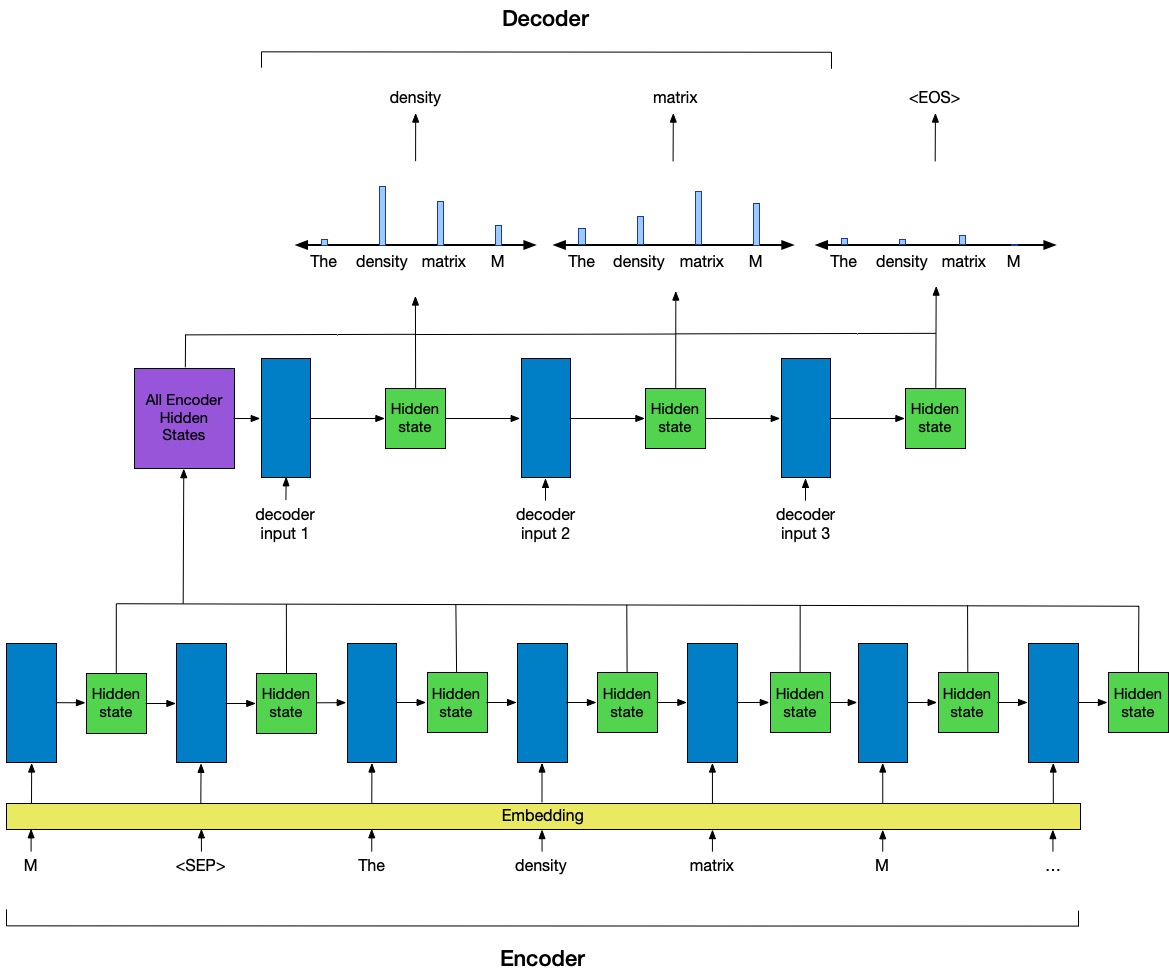 Decoder
density matrix <EOS>
The density matrix M The density matrix M The density matrix M
All Encoder
Hidden
States
Hidden
state
Hidden
state
Hidden
state
decoder
input 1
decoder
input 2
decoder
input 3
Hidden
state
Hidden
state
Hidden
state
Hidden
state
Hidden
state
Hidden
state
Hidden
state
Embedding
M <SEP> The density matrix M ...
Encoder